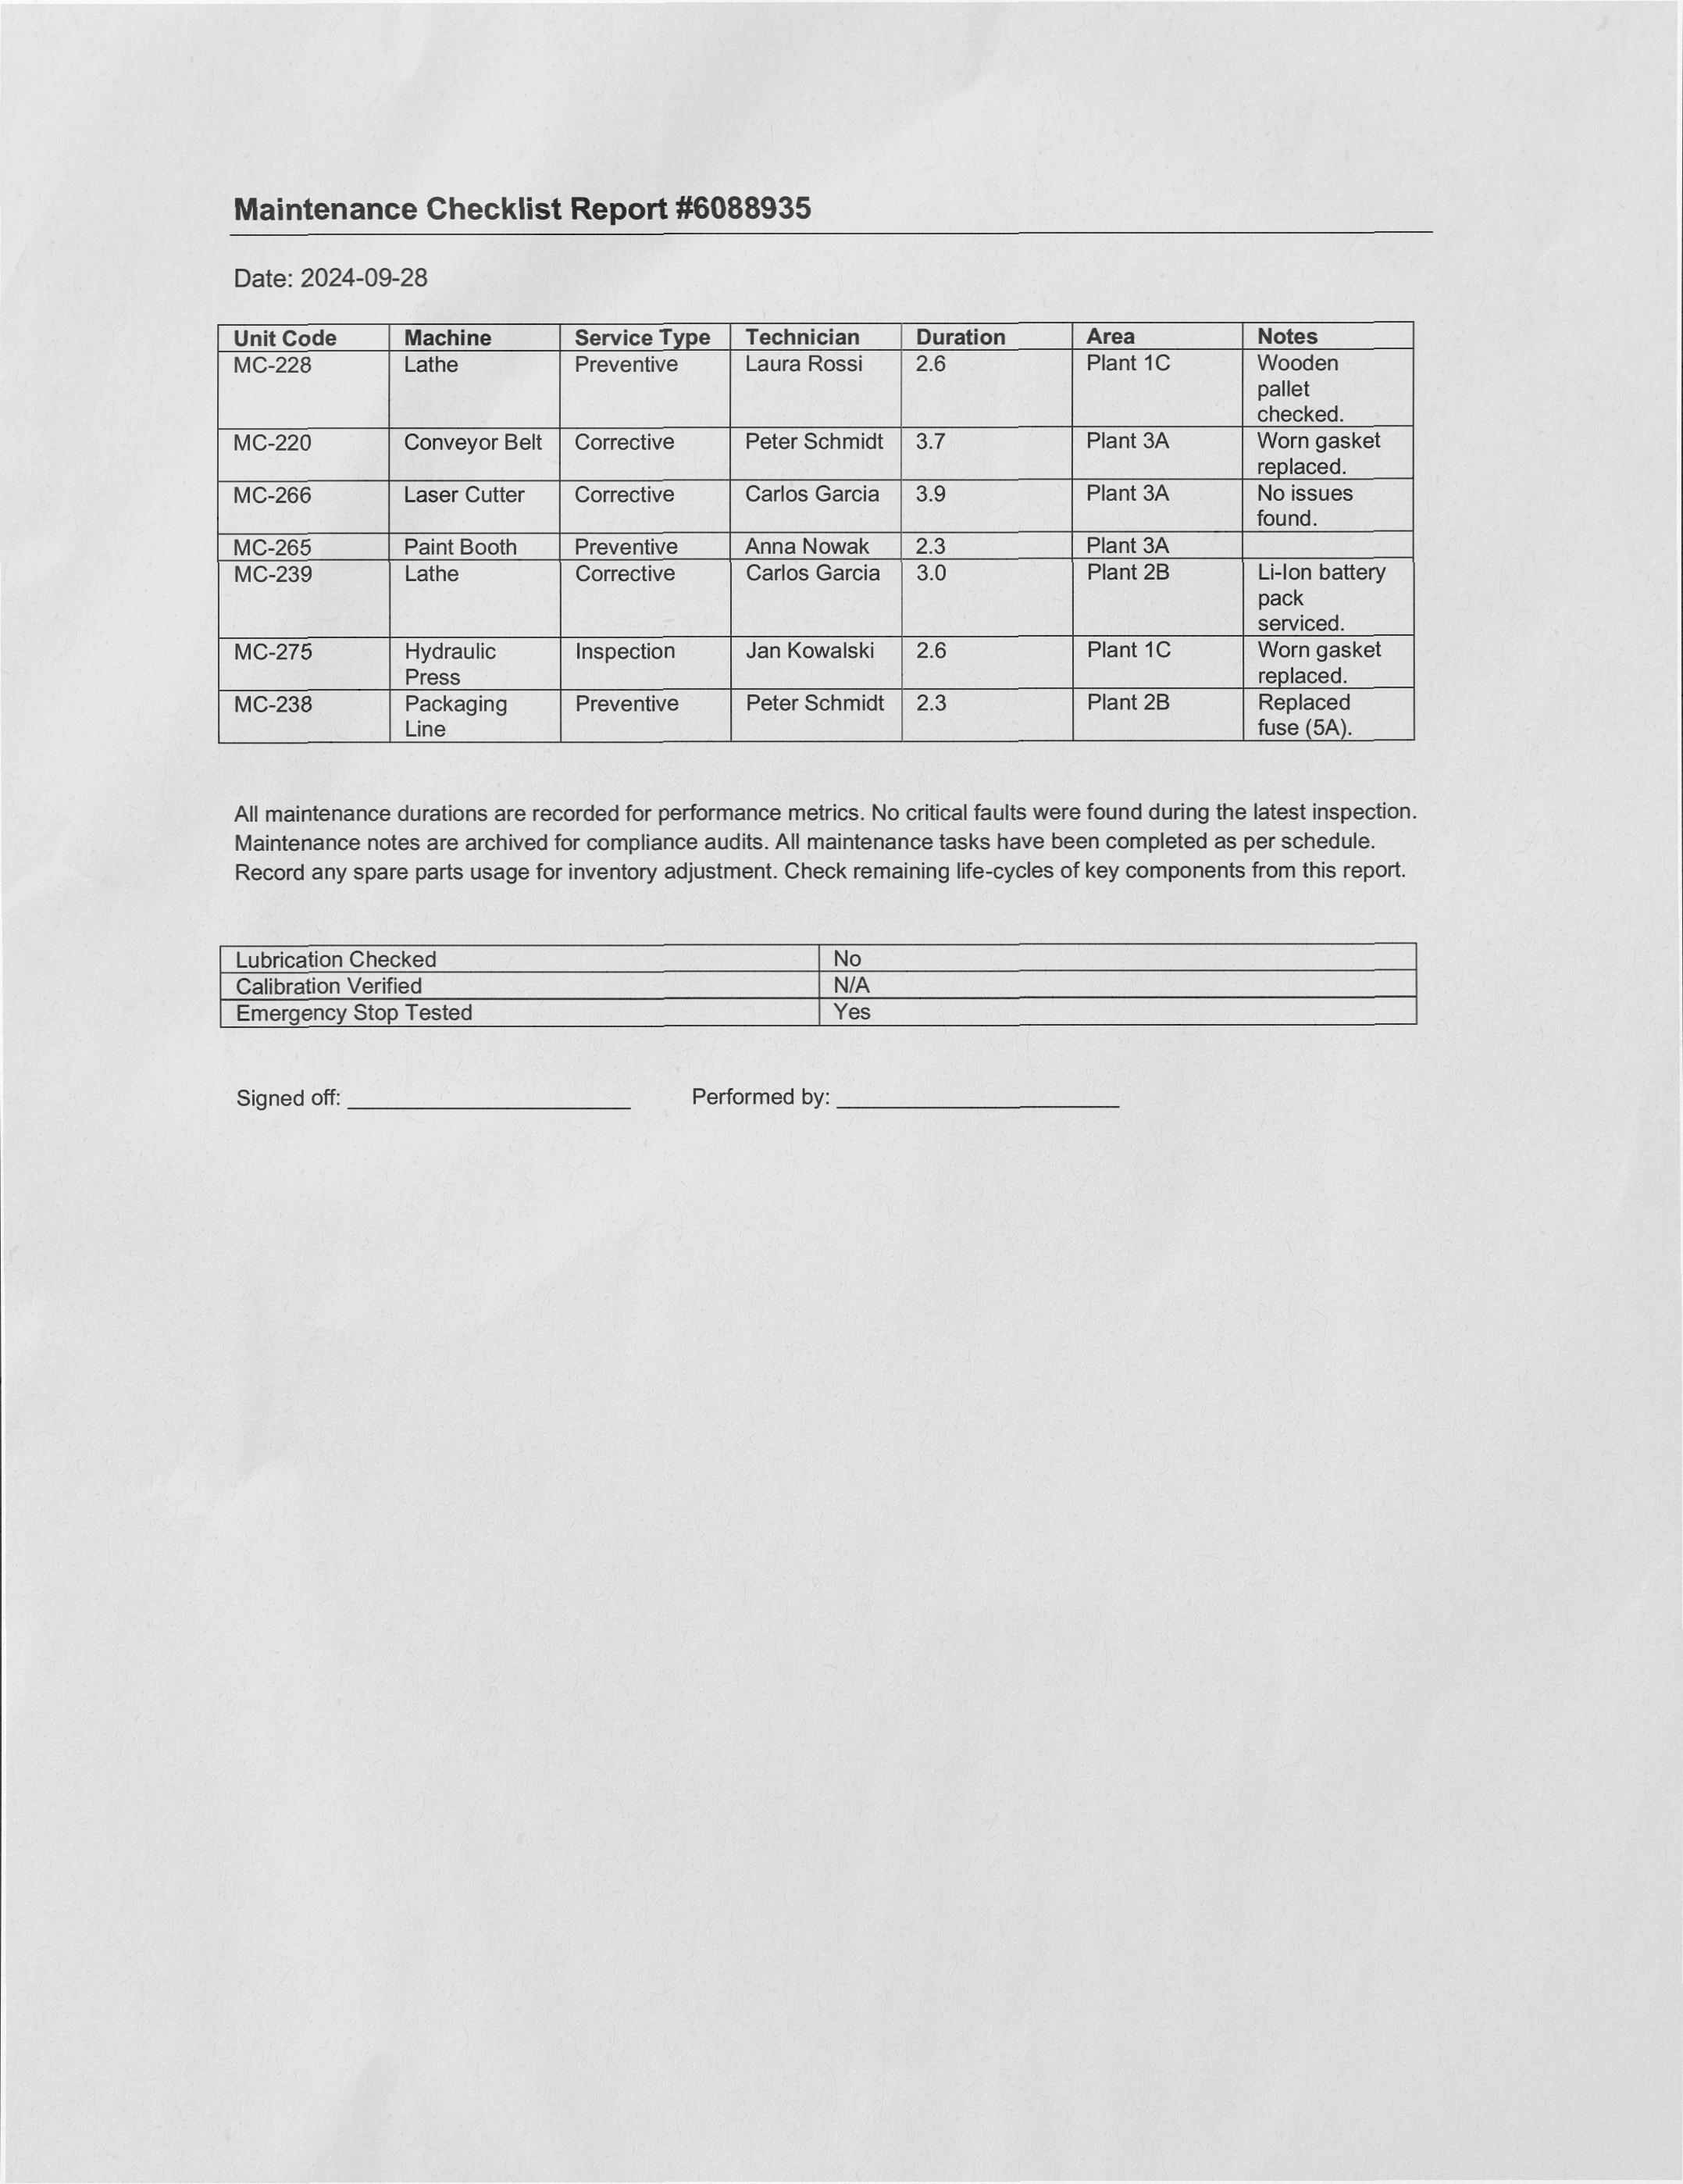 Maintenance Checklist Report #6088935
Date: 2024-09-28
Unit Code Machine Service Type Technician Duration Area Notes
MC-228 Lathe Preventive Laura Rossi 2.6 Plant 1C Wooden
pallet
checked.
MC-220 Conveyor Belt Corrective Peter Schmidt 3.7 Plant 3A Worn gasket
replaced.
MC-266 Laser Cutter Corrective Carlos Garcia 3.9 Plant 3A No issues
found.
MC-265 Paint Booth Preventive Anna Nowak 2.3 Plant 3A
MC-239 Lathe Corrective Carlos Garcia 3.0 Plant 2B Li-Ion battery
pack
serviced.
MC-275 Hydraulic Inspection Jan Kowalski 2.6 Plant 1C Worn gasket
Press replaced.
MC-238 Packaging Preventive Peter Schmidt 2.3 Plant 2B Replaced
Line fuse (5A).
All maintenance durations are recorded for performance metrics. No critical faults were found during the latest inspection.
Maintenance notes are archived for compliance audits. All maintenance tasks have been completed as per schedule.
Record any spare parts usage for inventory adjustment. Check remaining life-cycles of key components from this report.
Lubrication Checked No
Calibration Verified N/A
Emergency Stop Tested Yes
Signed off: Performed by: